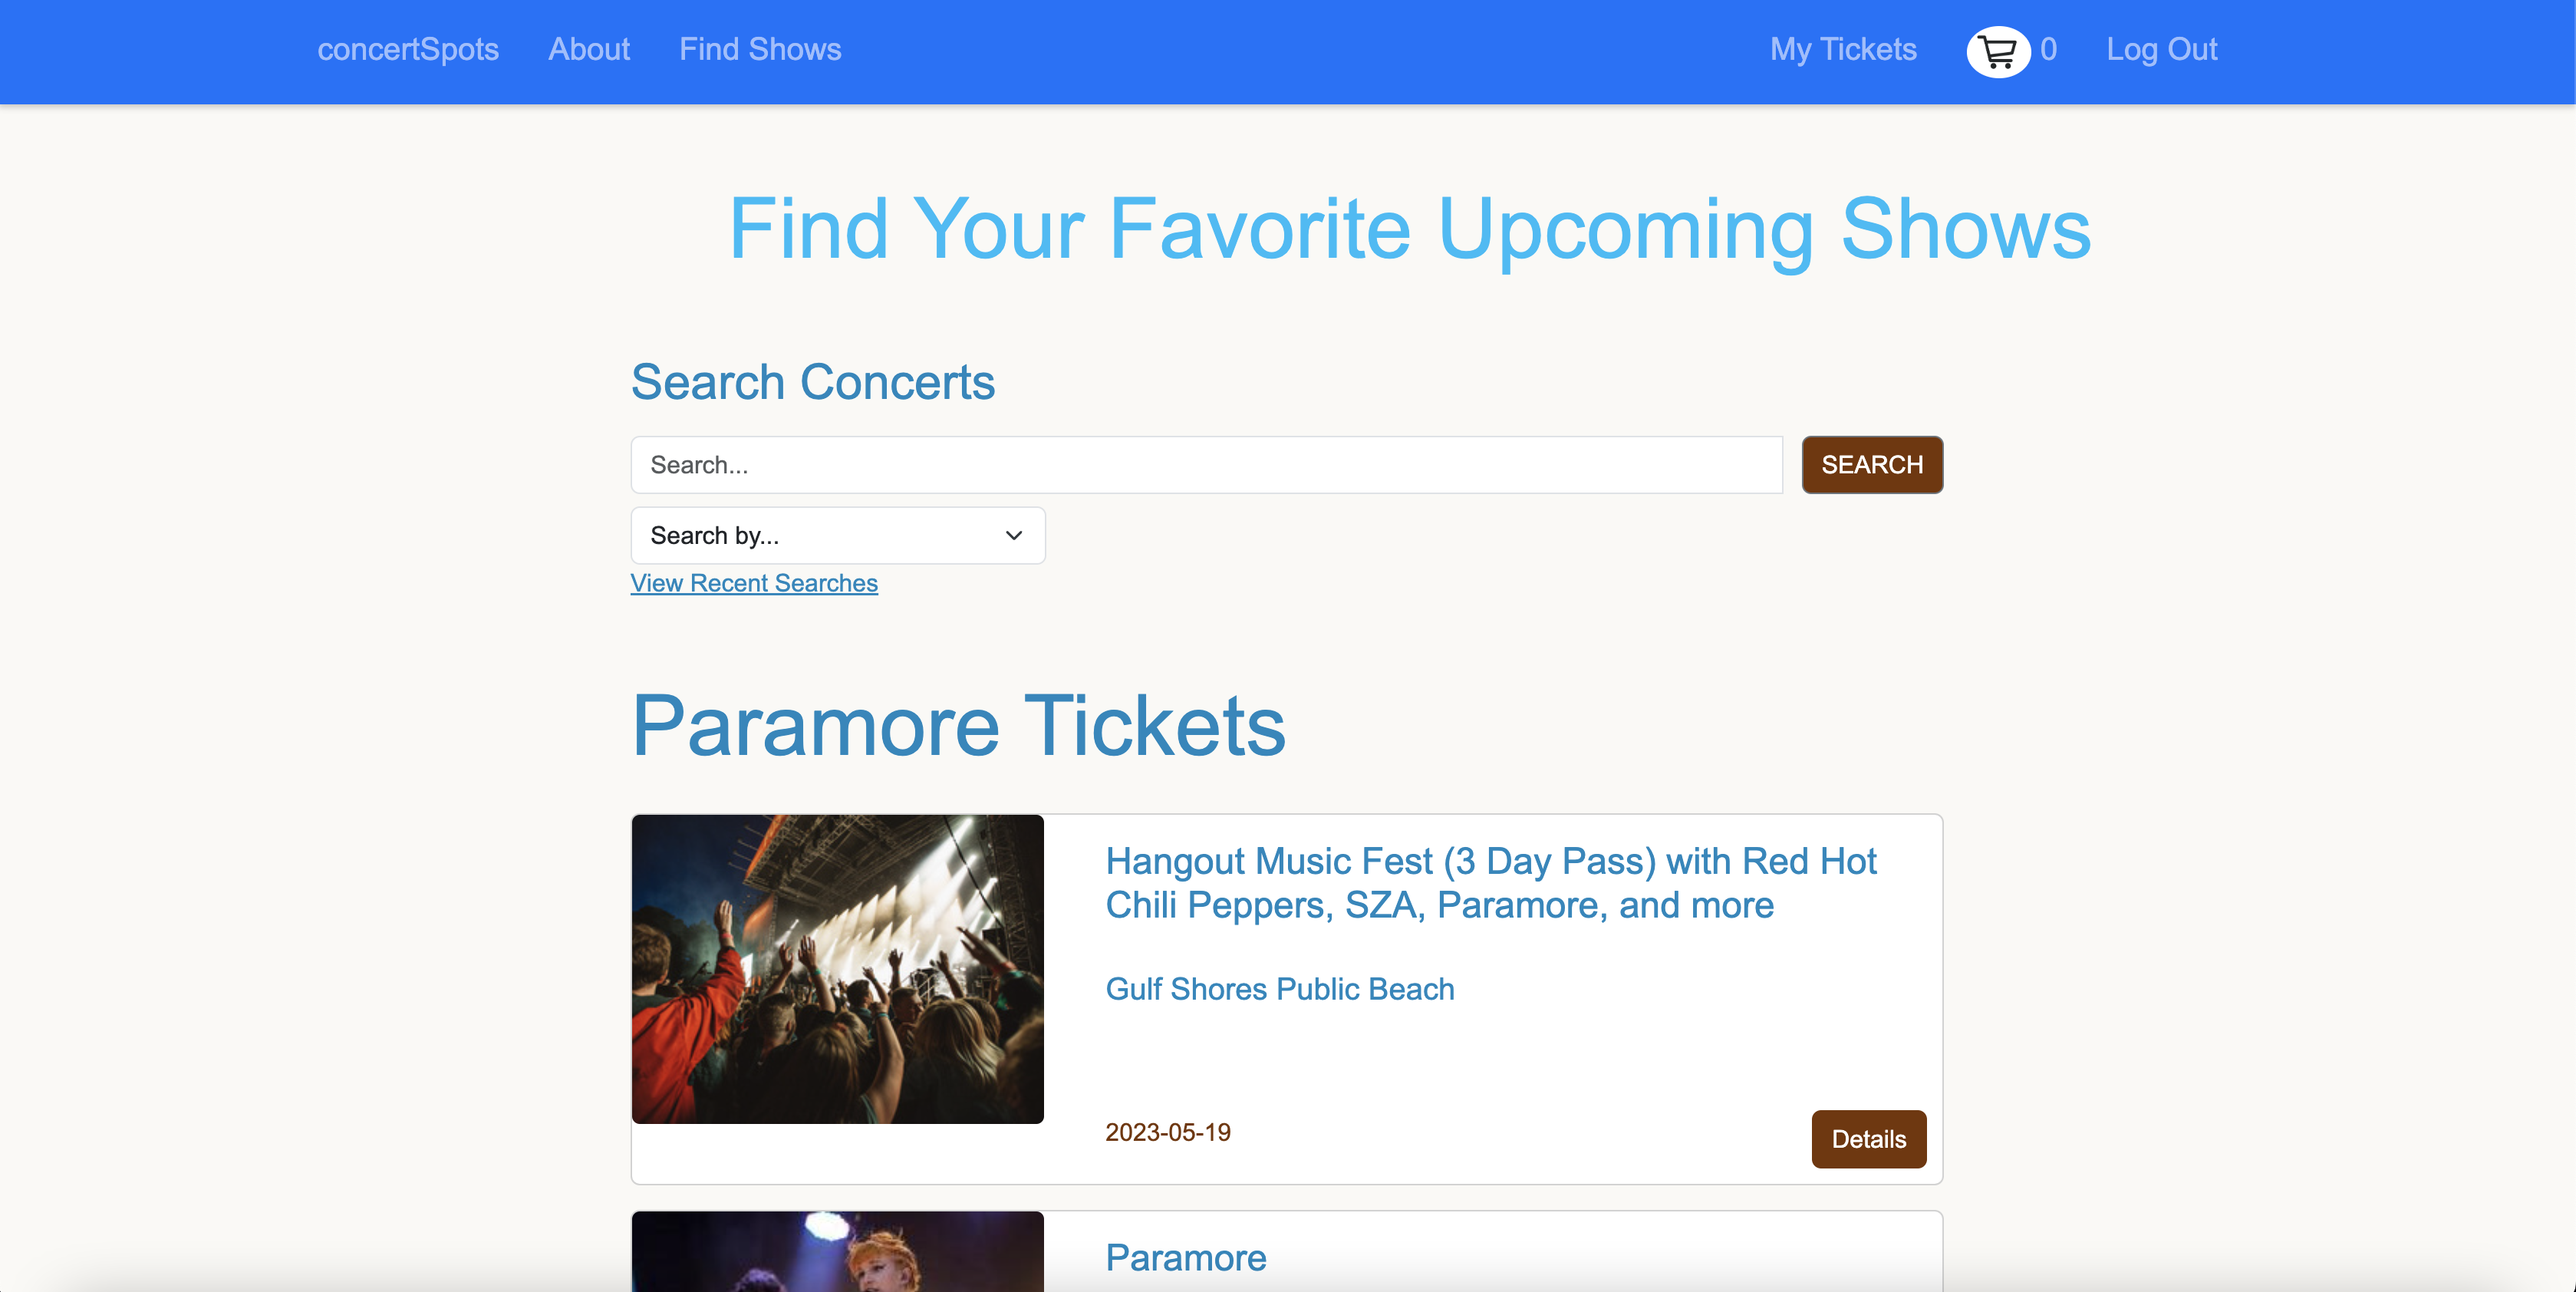 concertSpots About Find Shows My Tickets 0 Log Out
Find Your Favorite Upcoming Shows
Search Concerts
Search... SEARCH
Search by...
View Recent Searches
Paramore Tickets
Hangout Music Fest (3 Day Pass) with Red Hot
Chili Peppers, SZA, Paramore, and more
Gulf Shores Public Beach
2023-05-19 Details
Paramore